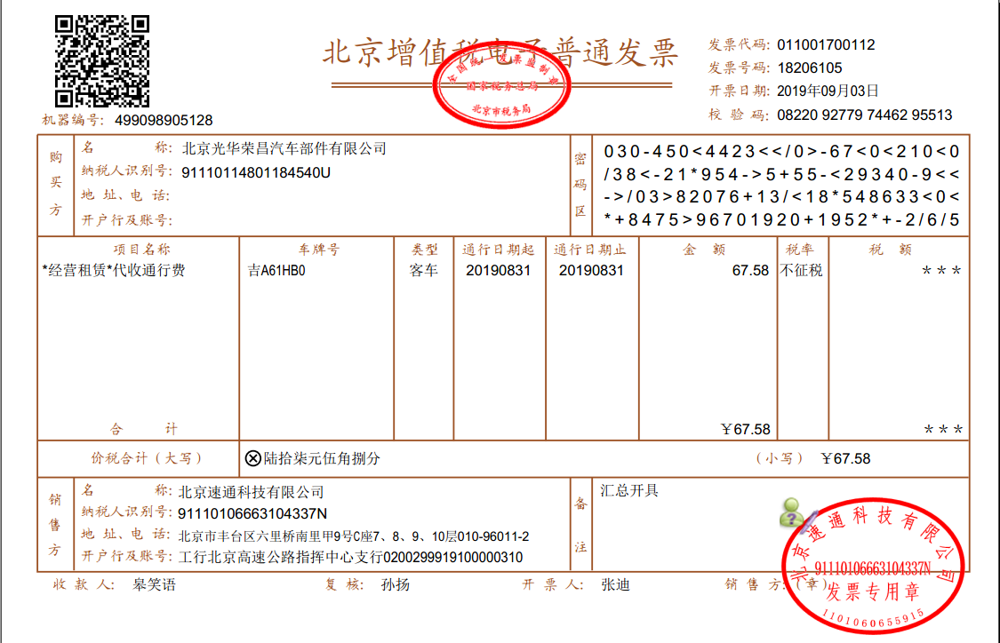 北京增值税电子普通发票
全国统一发票监制章
国家税务总局
北京市税务局
发票代码: 011001700112
发票号码: 18206105
开票日期: 2019年09月03日
校 验 码: 08220 92779 74462 95513
机器编号: 499098905128
购买方
名 称: 北京光华荣昌汽车部件有限公司
纳税人识别号: 91110114801184540U
地 址、电 话:
开户行及账号:
密码区
030-450<4423<</0>-67<0<210<0
/38<-21*954->5+55-<29340-9<<
->/03>82076+13/<18*548633<0<
*+8475>96701920+1952*+-2/6/5
项目名称 车牌号 类型 通行日期起 通行日期止 金 额 税率 税 额
*经营租赁*代收通行费 吉A61HB0 客车 20190831 20190831 67.58 不征税 ***
合 计 ￥67.58 ***
价税合计（大写） ⊗陆拾柒元伍角捌分 （小写） ￥67.58
销售方
名 称: 北京速通科技有限公司
纳税人识别号: 91110106663104337N
地 址、电 话: 北京市丰台区六里桥南里甲9号C座7、8、9、10层010-96011-2
开户行及账号: 工行北京高速公路指挥中心支行0200299919100000310
备注
汇总开具
收 款 人: 皋笑语 复 核: 孙扬 开 票 人: 张迪 销 售 方:（章）
北京速通科技有限公司
91110106663104337N
发票专用章
1101060655915